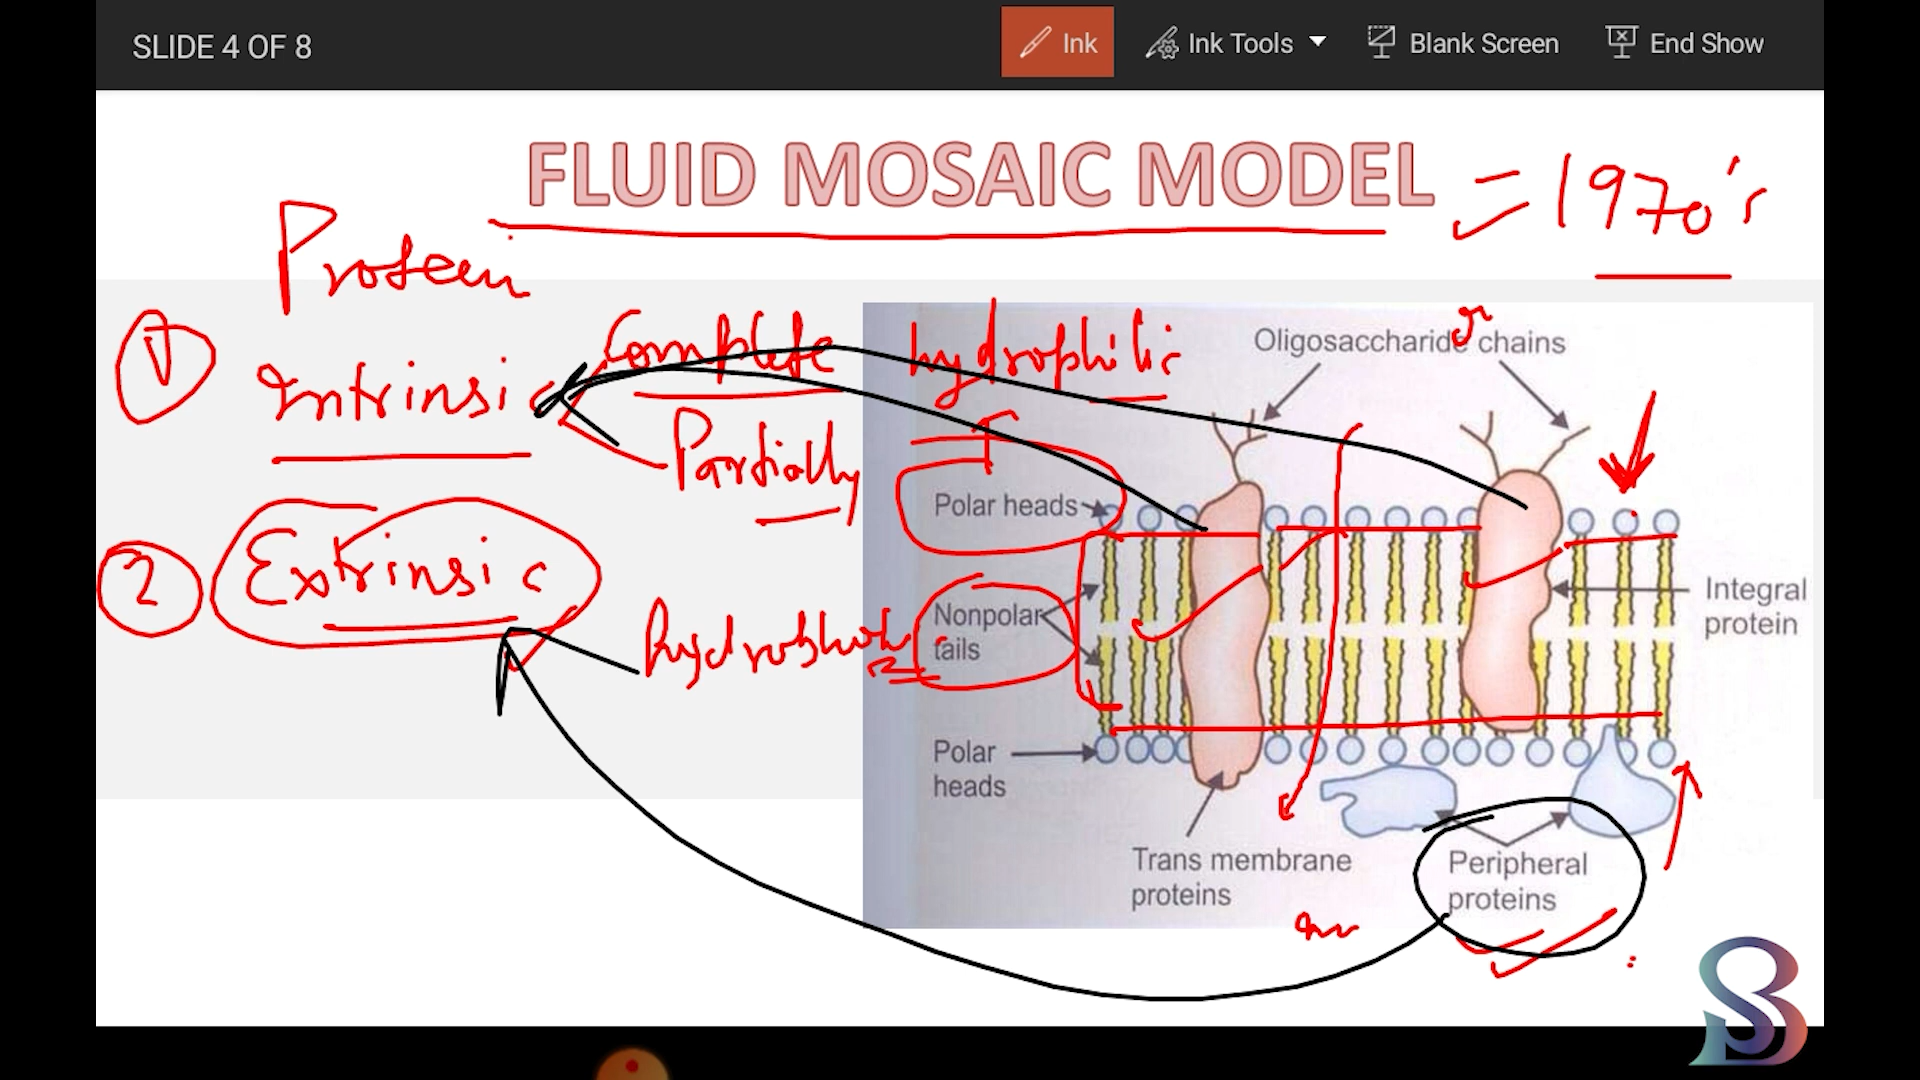 SLIDE 4 OF 8
Ink
Ink Tools
Blank Screen
End Show
FLUID MOSAIC MODEL
= 1970's
Protein
1
Intrinsic
Complete
hydrophilic
Partially
2
Extrinsic
Oligosaccharide chains
Polar heads
Nonpolar
tails
Polar
heads
Integral
protein
Trans membrane
proteins
Peripheral
proteins